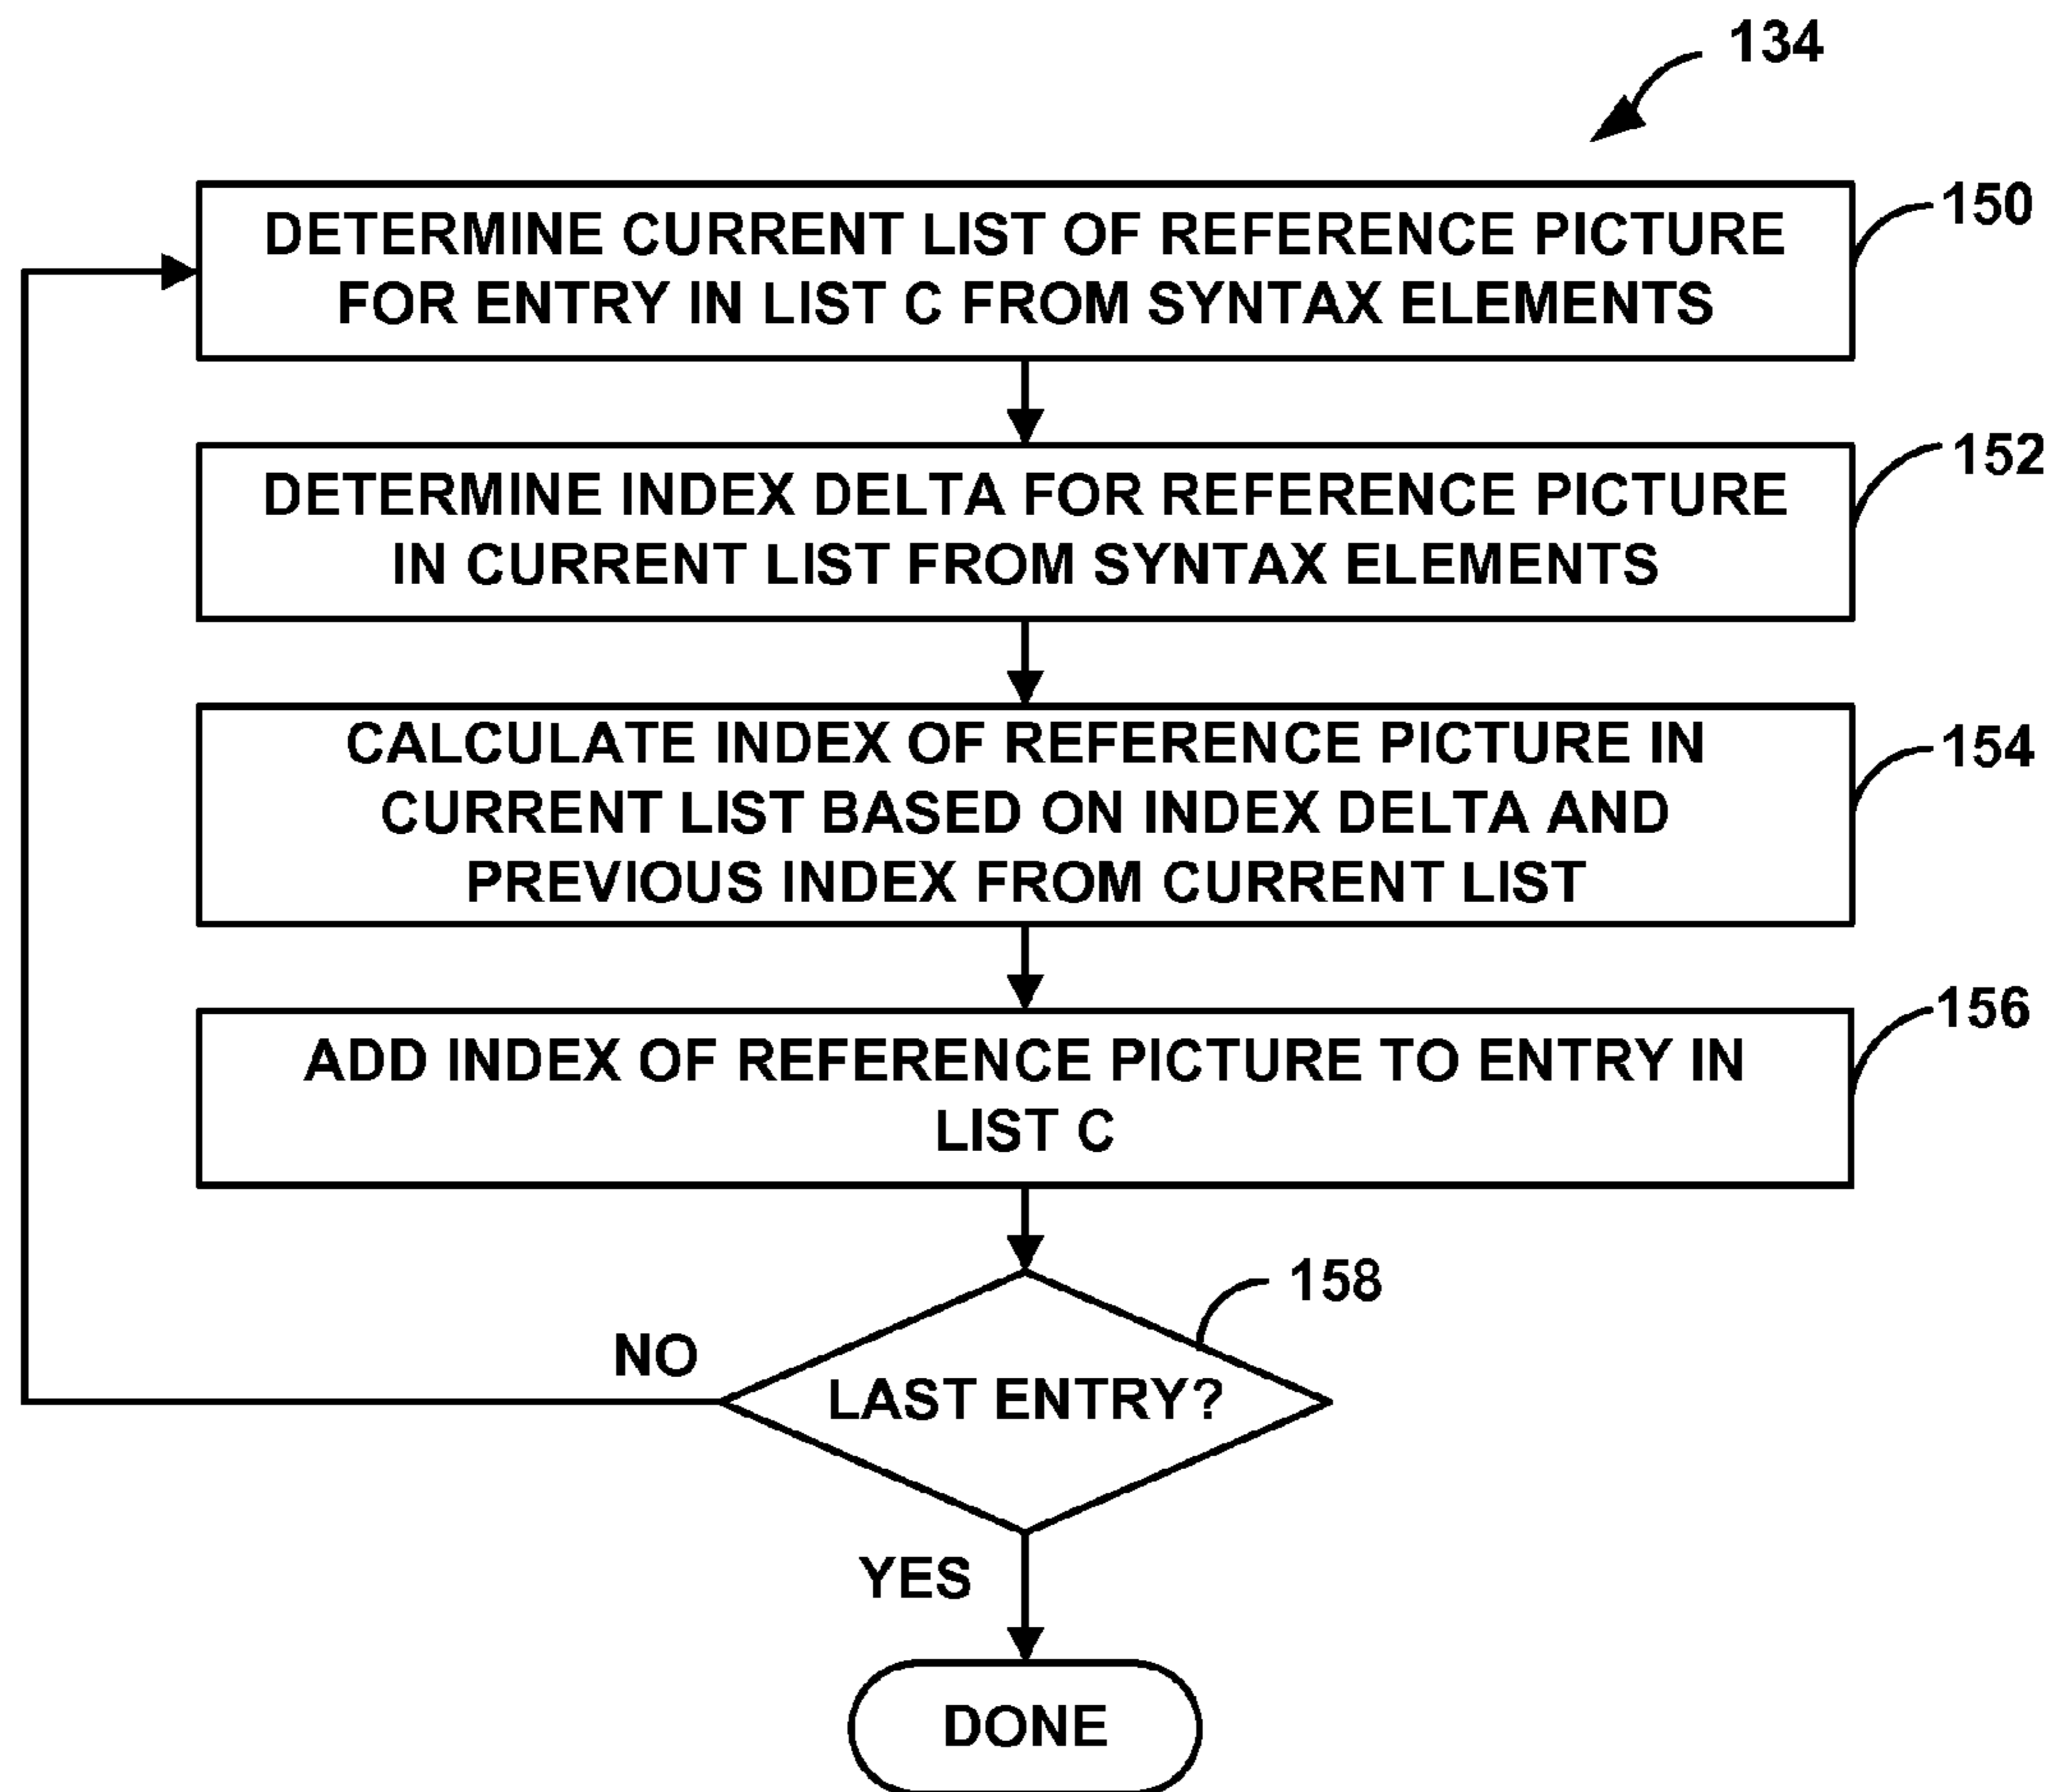 134
DETERMINE CURRENT LIST OF REFERENCE PICTURE
FOR ENTRY IN LIST C FROM SYNTAX ELEMENTS
150
DETERMINE INDEX DELTA FOR REFERENCE PICTURE
IN CURRENT LIST FROM SYNTAX ELEMENTS
152
CALCULATE INDEX OF REFERENCE PICTURE IN
CURRENT LIST BASED ON INDEX DELTA AND
PREVIOUS INDEX FROM CURRENT LIST
154
ADD INDEX OF REFERENCE PICTURE TO ENTRY IN
LIST C
156
158
NO
LAST ENTRY?
YES
DONE